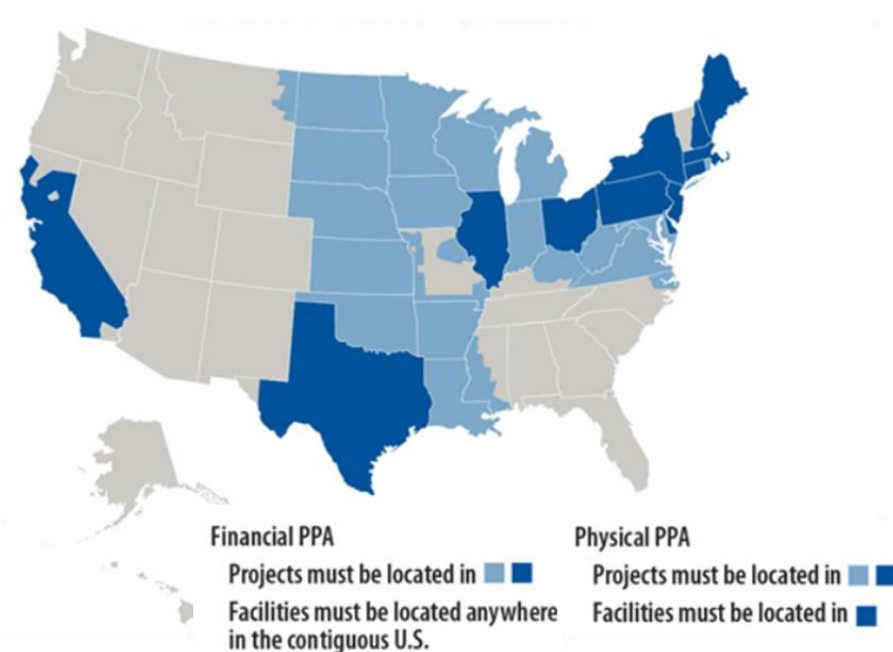 Financial PPA
Projects must be located in
Facilities must be located anywhere
in the contiguous U.S.
Physical PPA
Projects must be located in
Facilities must be located in